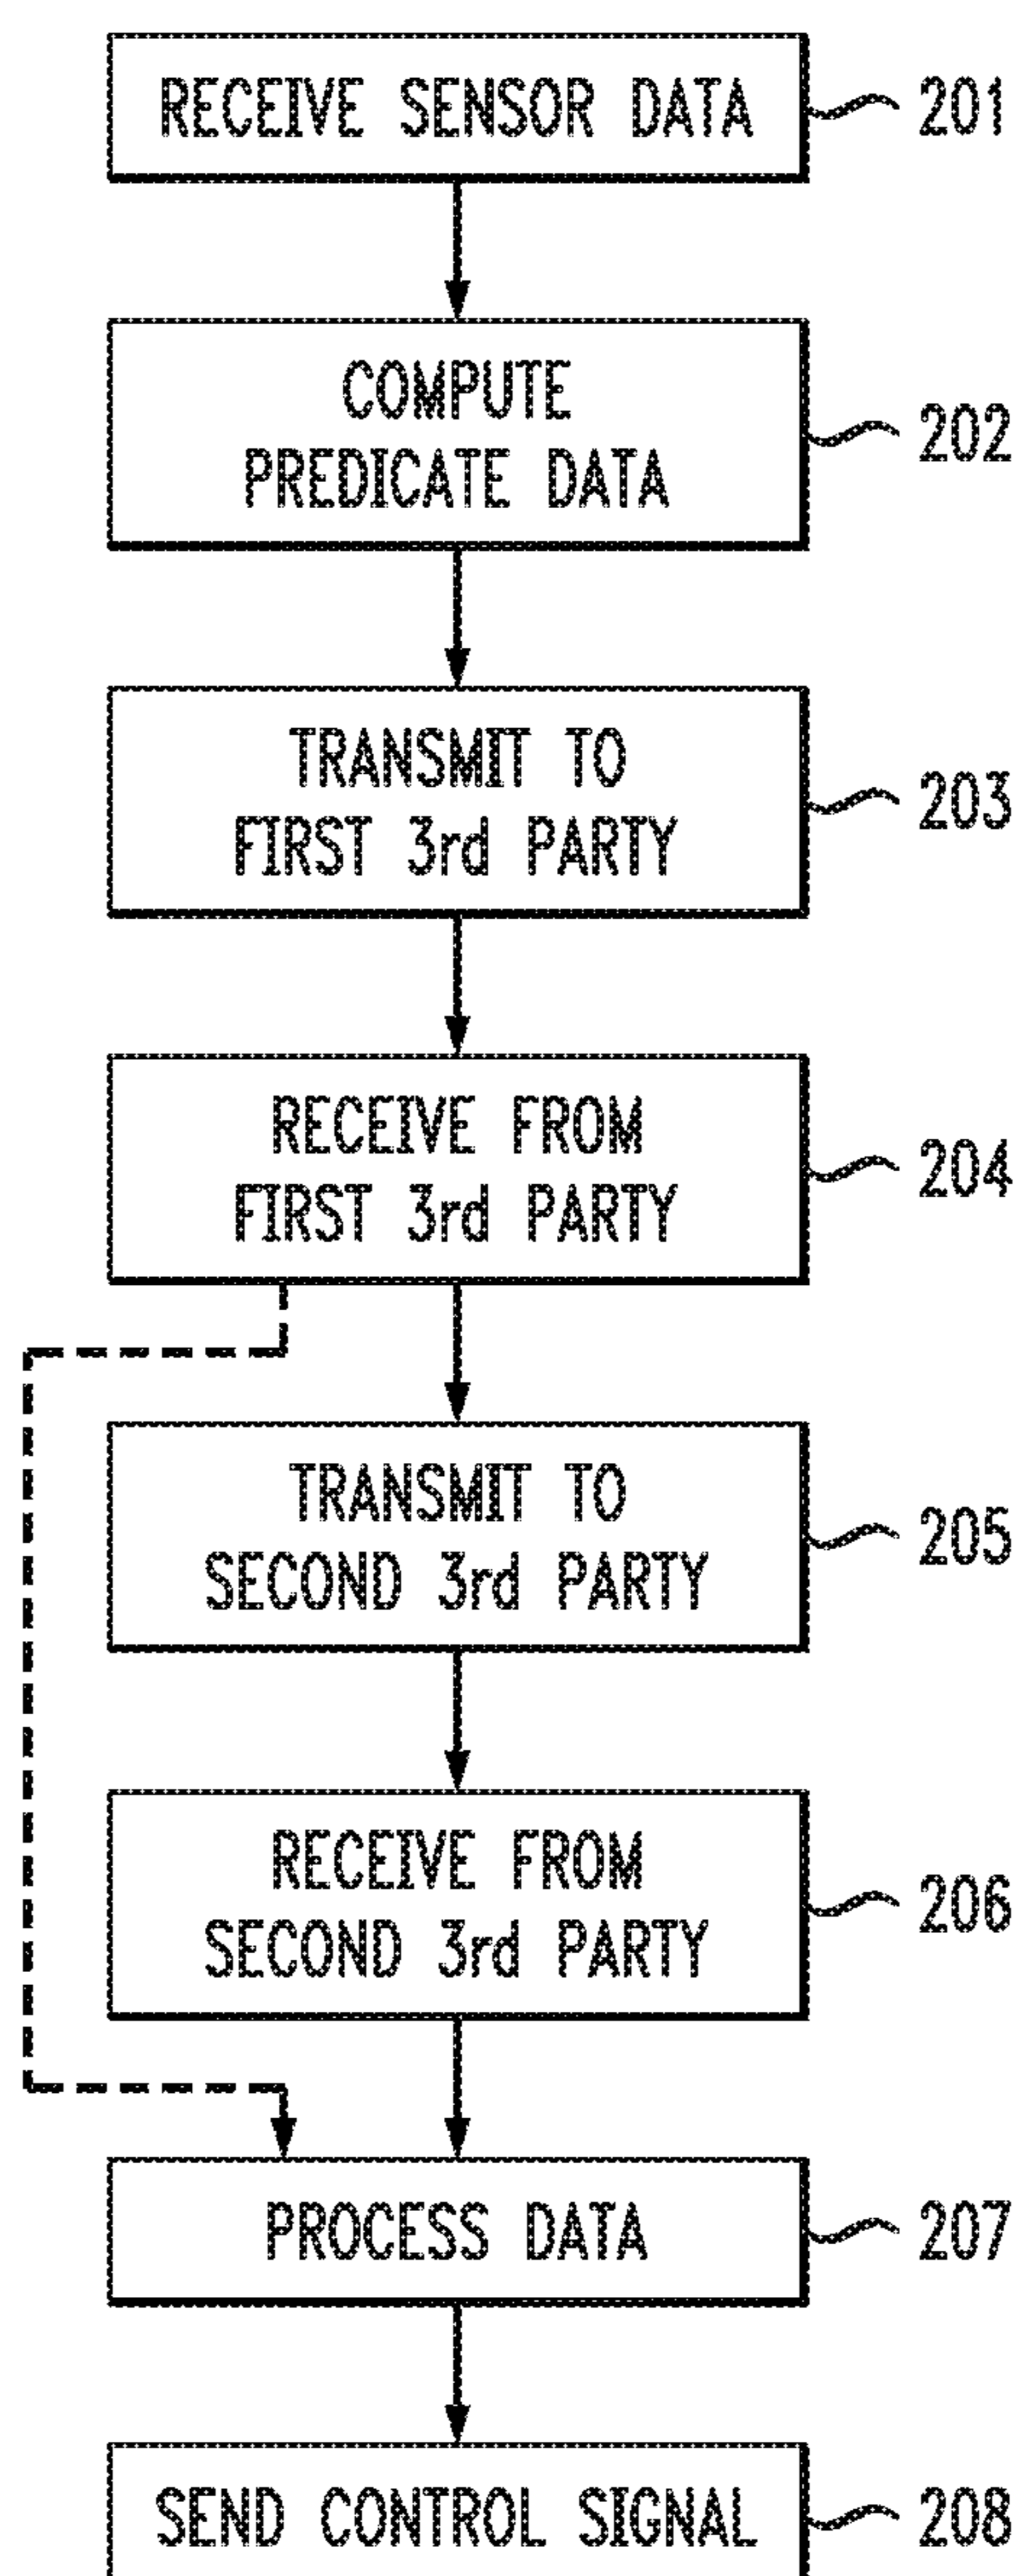 RECEIVE SENSOR DATA
201
COMPUTE
PREDICATE DATA
202
TRANSMIT TO
FIRST 3rd PARTY
203
RECEIVE FROM
FIRST 3rd PARTY
204
TRANSMIT TO
SECOND 3rd PARTY
205
RECEIVE FROM
SECOND 3rd PARTY
206
PROCESS DATA
207
SEND CONTROL SIGNAL
208